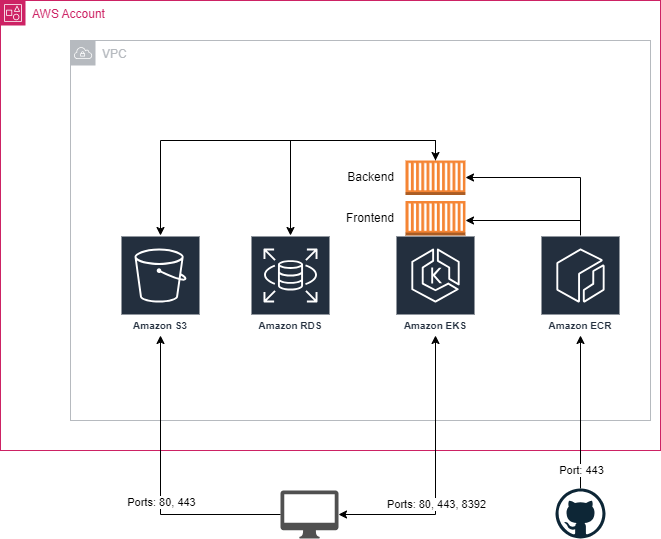 AWS Account
VPC
Backend
Frontend
Amazon S3
Amazon RDS
Amazon EKS
Amazon ECR
Port: 443
Ports: 80, 443
Ports: 80, 443, 8392